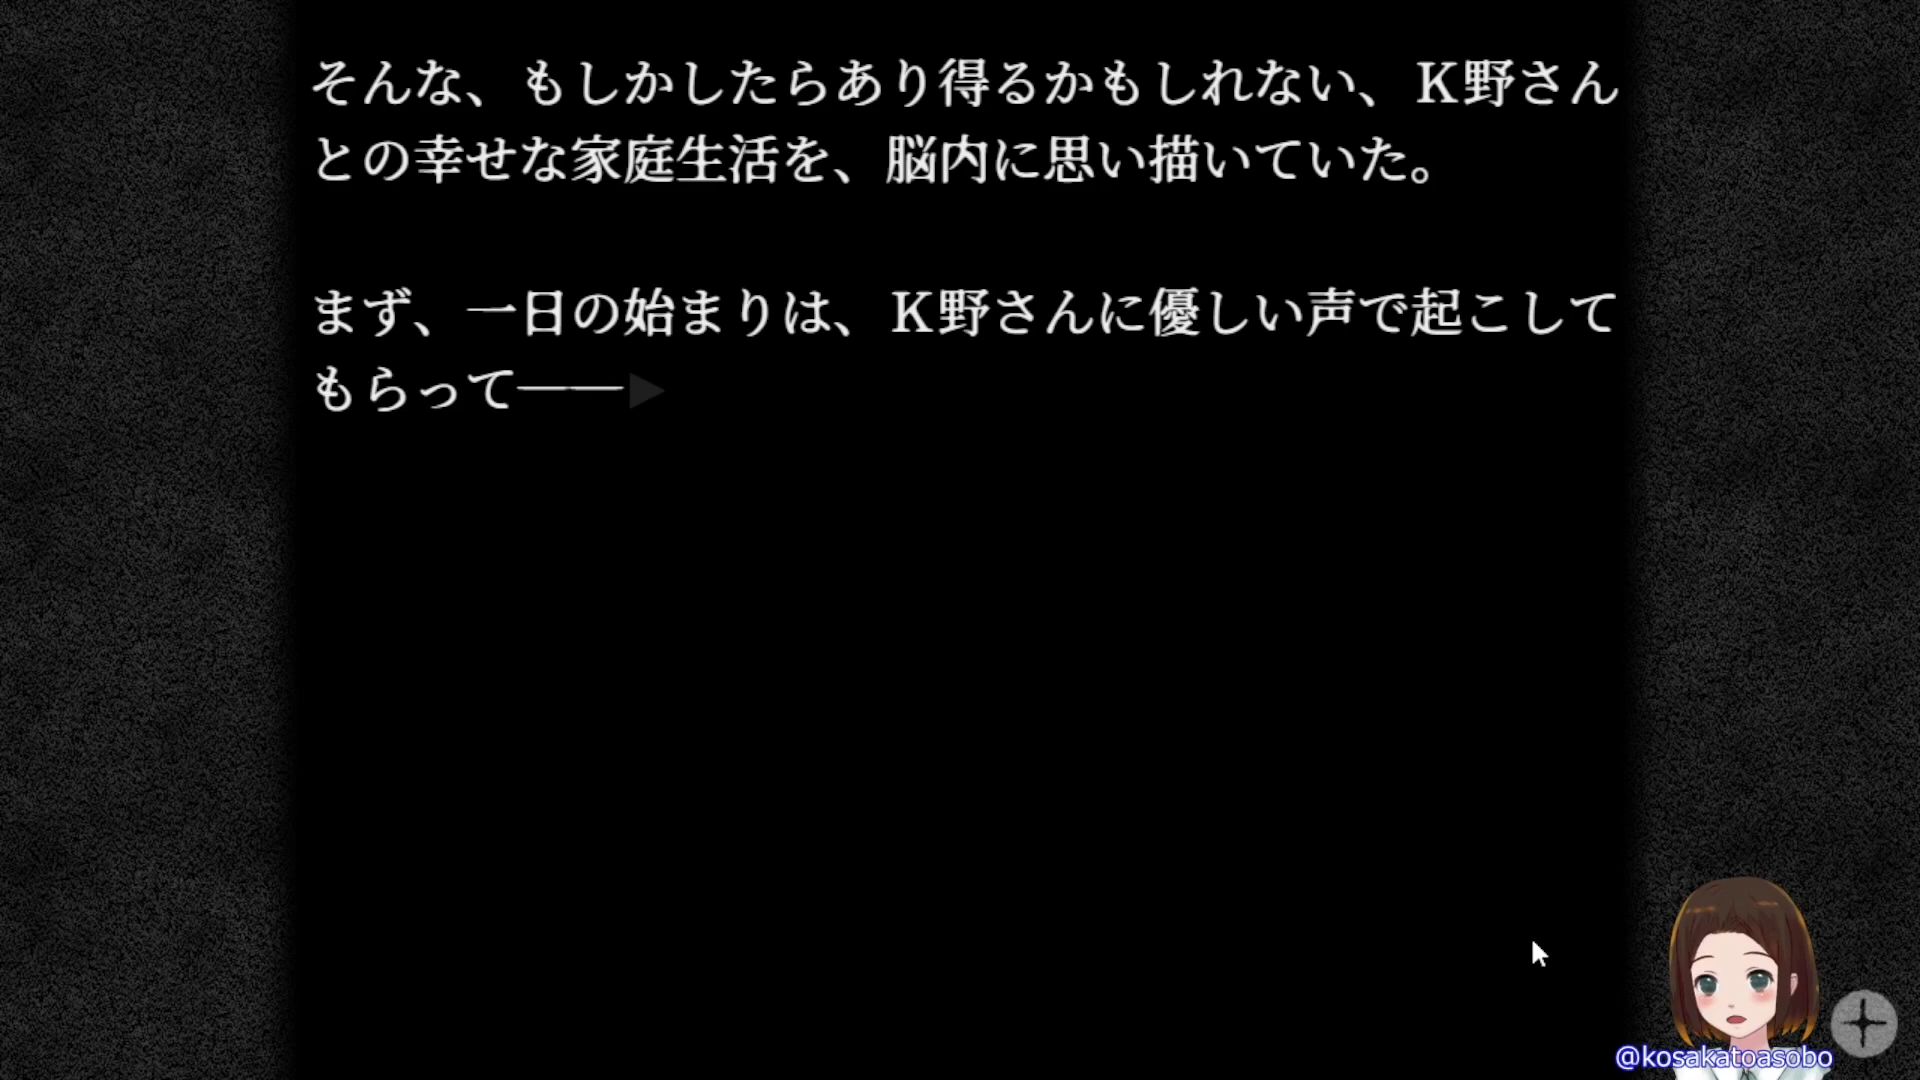 そんな、もしかしたらあり得るかもしれない、Ｋ野さん
との幸せな家庭生活を、脳内に思い描いていた。
まず、一日の始まりは、Ｋ野さんに優しい声で起こして
もらって――
@kosakatoasobo